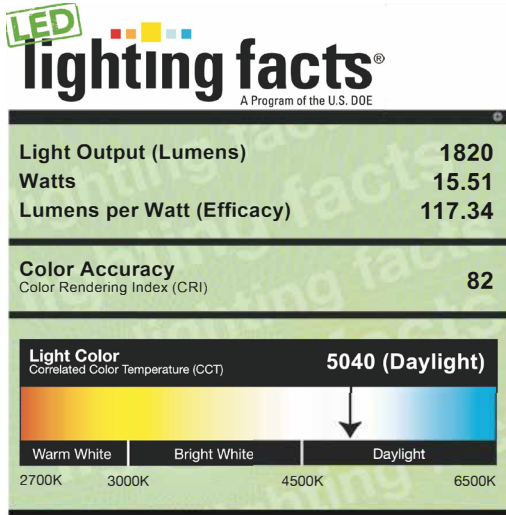 LED
lighting facts®
A Program of the U.S. DOE
Light Output (Lumens) 1820
Watts 15.51
Lumens per Watt (Efficacy) 117.34
Color Accuracy
Color Rendering Index (CRI) 82
Light Color
Correlated Color Temperature (CCT) 5040 (Daylight)
Warm White Bright White Daylight
2700K 3000K 4500K 6500K